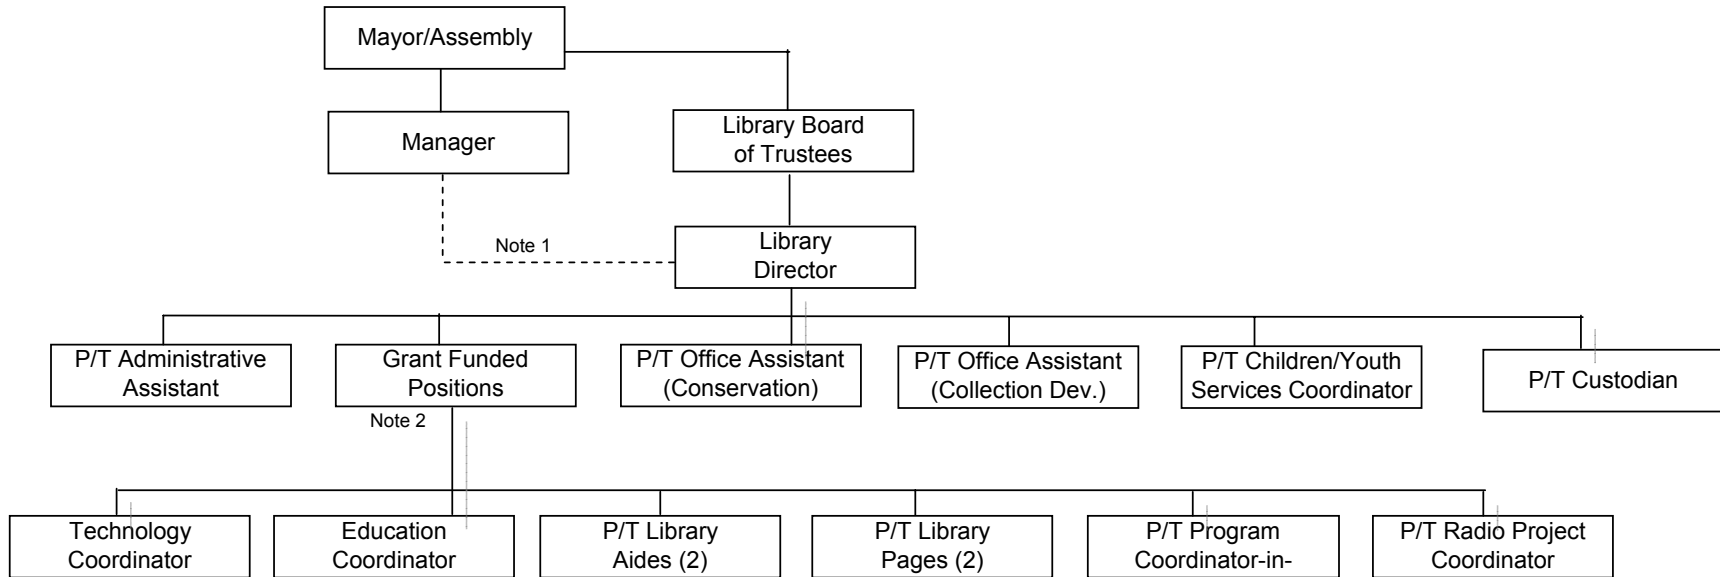 Mayor/Assembly
Manager
Library Board
of Trustees
Note 1
Library
Director
P/T Administrative
Assistant
Grant Funded
Positions
P/T Office Assistant
(Conservation)
P/T Office Assistant
(Collection Dev.)
P/T Children/Youth
Services Coordinator
P/T Custodian
Note 2
Technology
Coordinator
Education
Coordinator
P/T Library
Aides (2)
P/T Library
Pages (2)
P/T Program
Coordinator-in-
P/T Radio Project
Coordinator